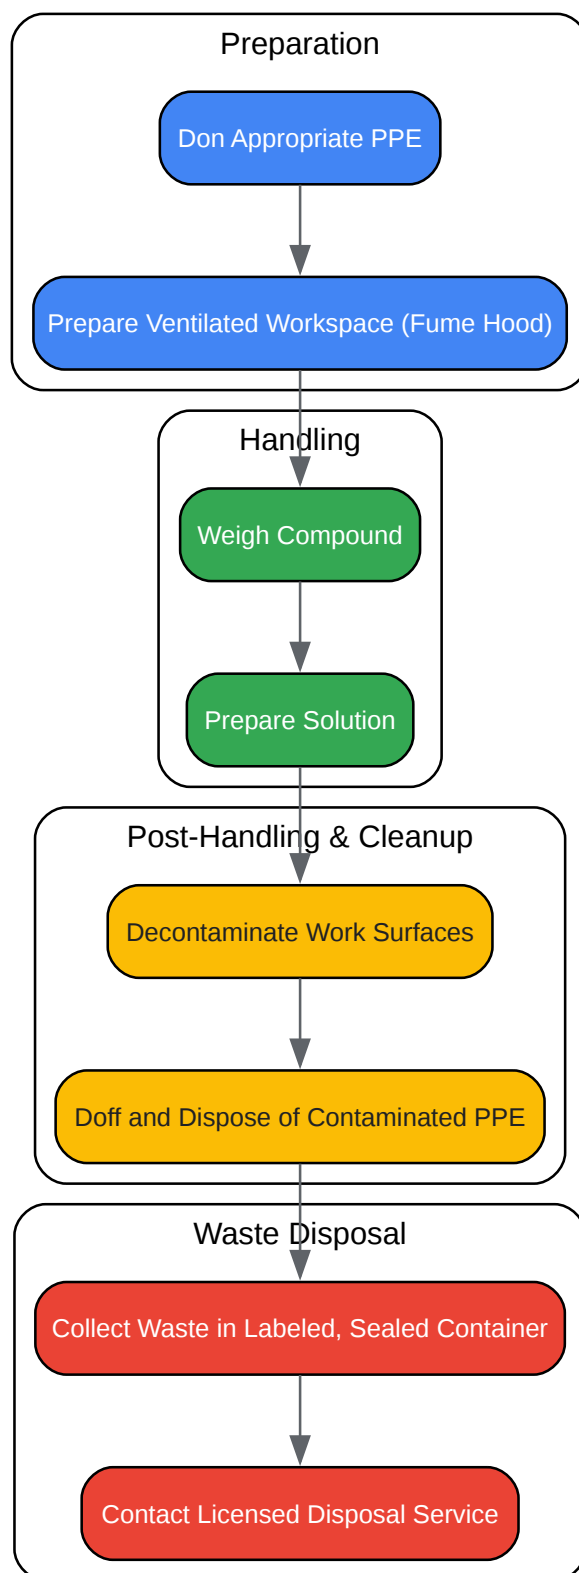 Preparation
Don Appropriate PPE
Prepare Ventilated Workspace (Fume Hood)
Handling
Weigh Compound
Prepare Solution
Post-Handling & Cleanup
Decontaminate Work Surfaces
Doff and Dispose of Contaminated PPE
Waste Disposal
Collect Waste in Labeled, Sealed Container
Contact Licensed Disposal Service